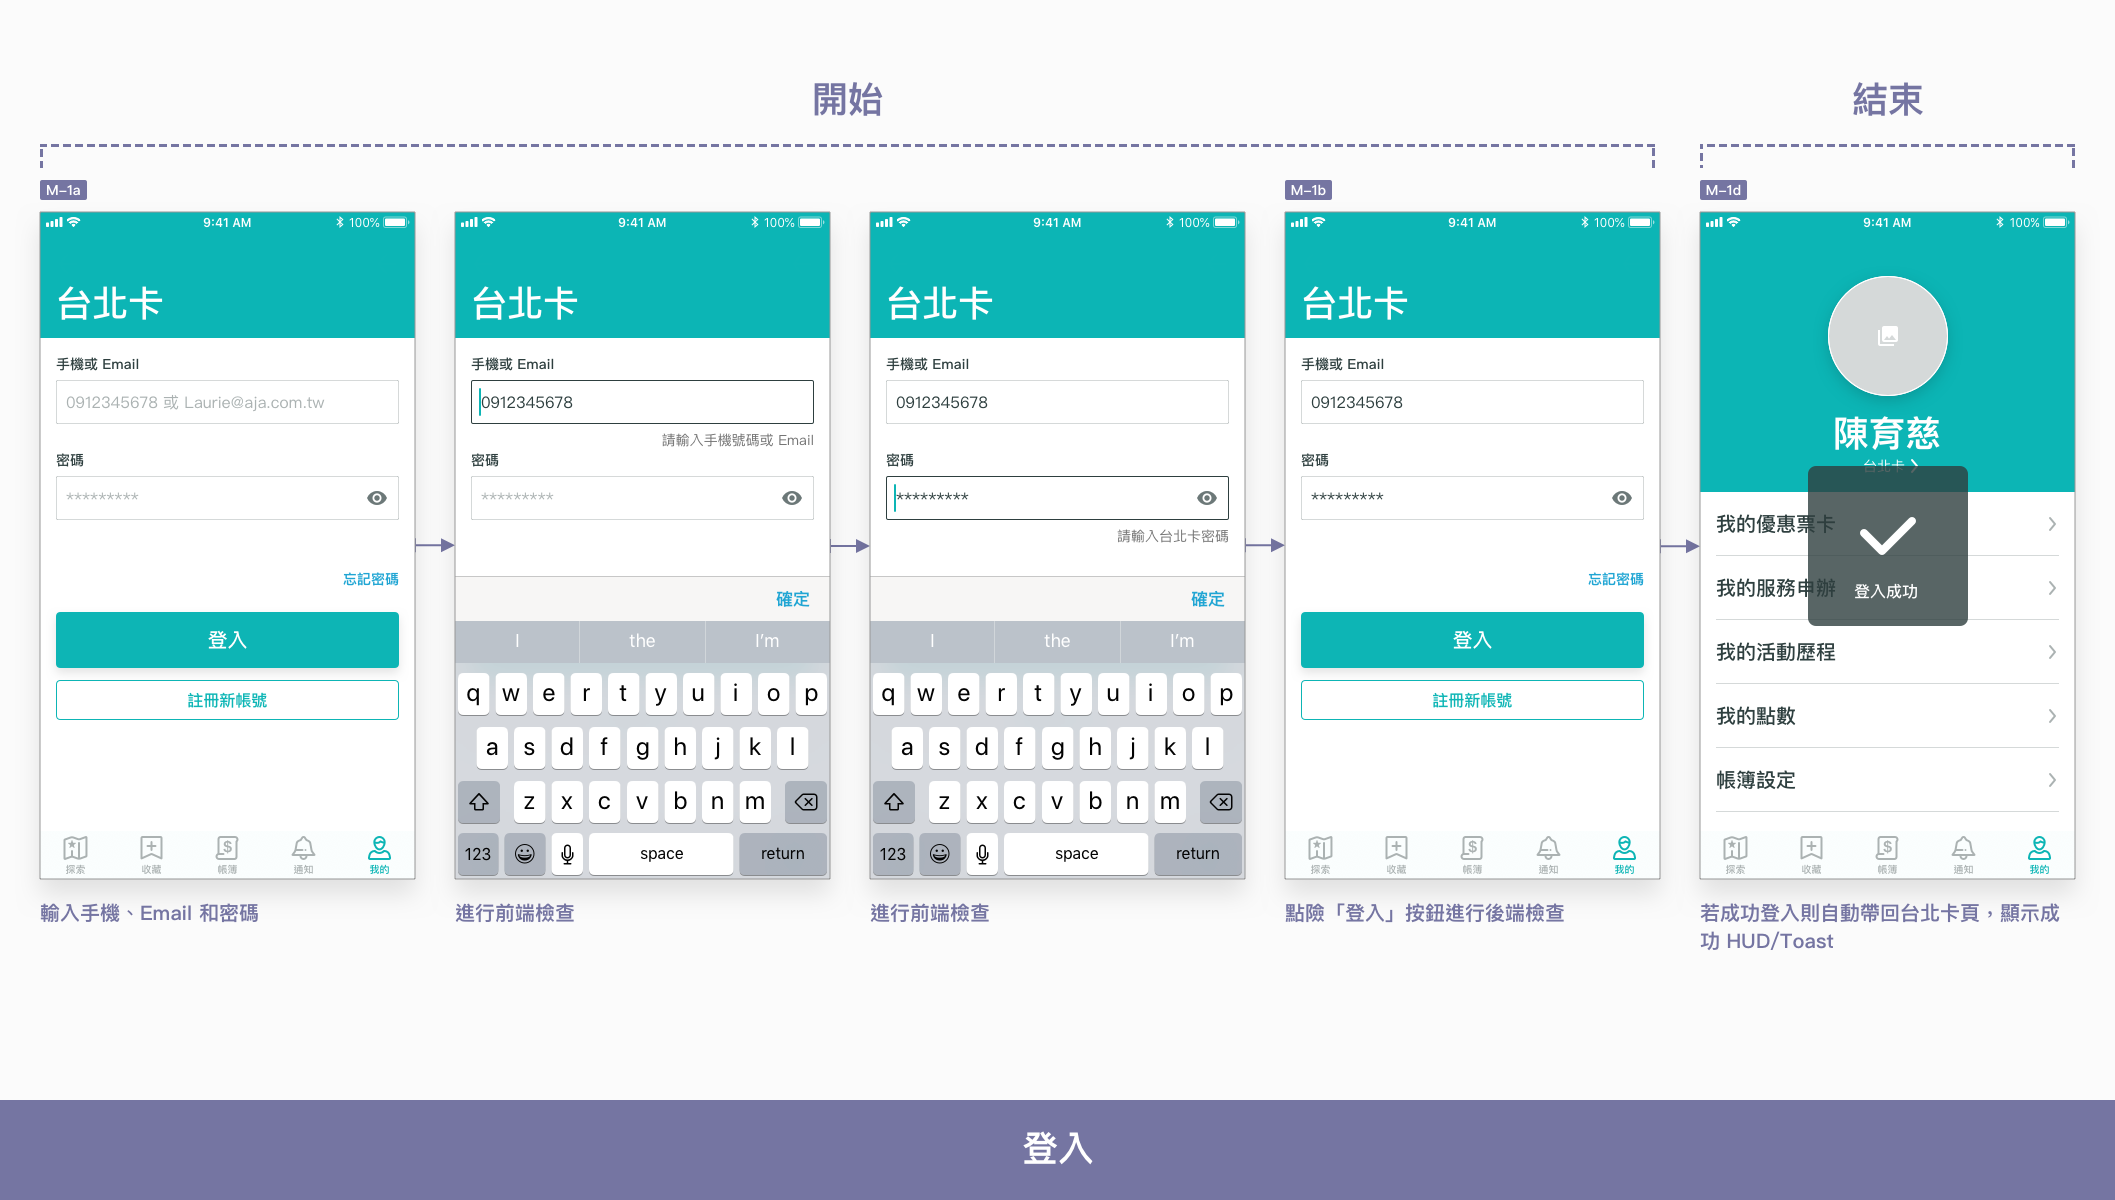 開始
結束
M-1a
9:41 AM
100%
台北卡
手機或 Email
0912345678 或 Laurie@aja.com.tw
密碼
*********
忘記密碼
登入
註冊新帳號
探索
收藏
帳簿
通知
我的
輸入手機、Email 和密碼
9:41 AM
100%
台北卡
手機或 Email
0912345678
請輸入手機號碼或 Email
密碼
*********
確定
I the I'm
q w e r t y u i o p
a s d f g h j k l
z x c v b n m
123 space return
進行前端檢查
9:41 AM
100%
台北卡
手機或 Email
0912345678
密碼
*********
請輸入台北卡密碼
確定
I the I'm
q w e r t y u i o p
a s d f g h j k l
z x c v b n m
123 space return
進行前端檢查
M-1b
9:41 AM
100%
台北卡
手機或 Email
0912345678
密碼
*********
忘記密碼
登入
註冊新帳號
探索
收藏
帳簿
通知
我的
點險「登入」按鈕進行後端檢查
M-1d
9:41 AM
100%
陳育慈
台北卡
我的優惠票卡
我的服務申辦
登入成功
我的活動歷程
我的點數
帳簿設定
探索
收藏
帳簿
通知
我的
若成功登入則自動帶回台北卡頁，顯示成
功 HUD/Toast
登入